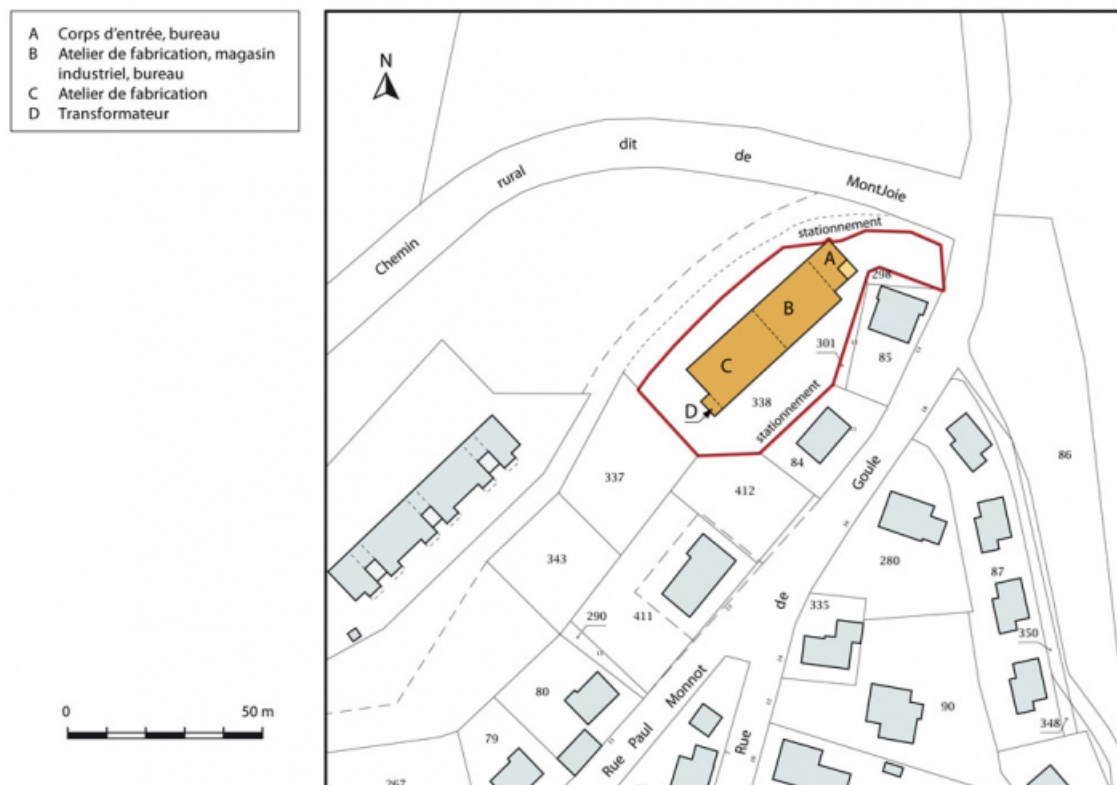 A Corps d'entrée, bureau
B Atelier de fabrication, magasin
industriel, bureau
C Atelier de fabrication
D Transformateur
N
Chemin rural dit de MontJoie
stationnement
A
298
B
301
85
C
D
338
stationnement
84
86
337
412
Goule
343
280
87
290
411
de
335
350
80
Rue Paul Monnot
90
348
79
Rue
267
0 50 m